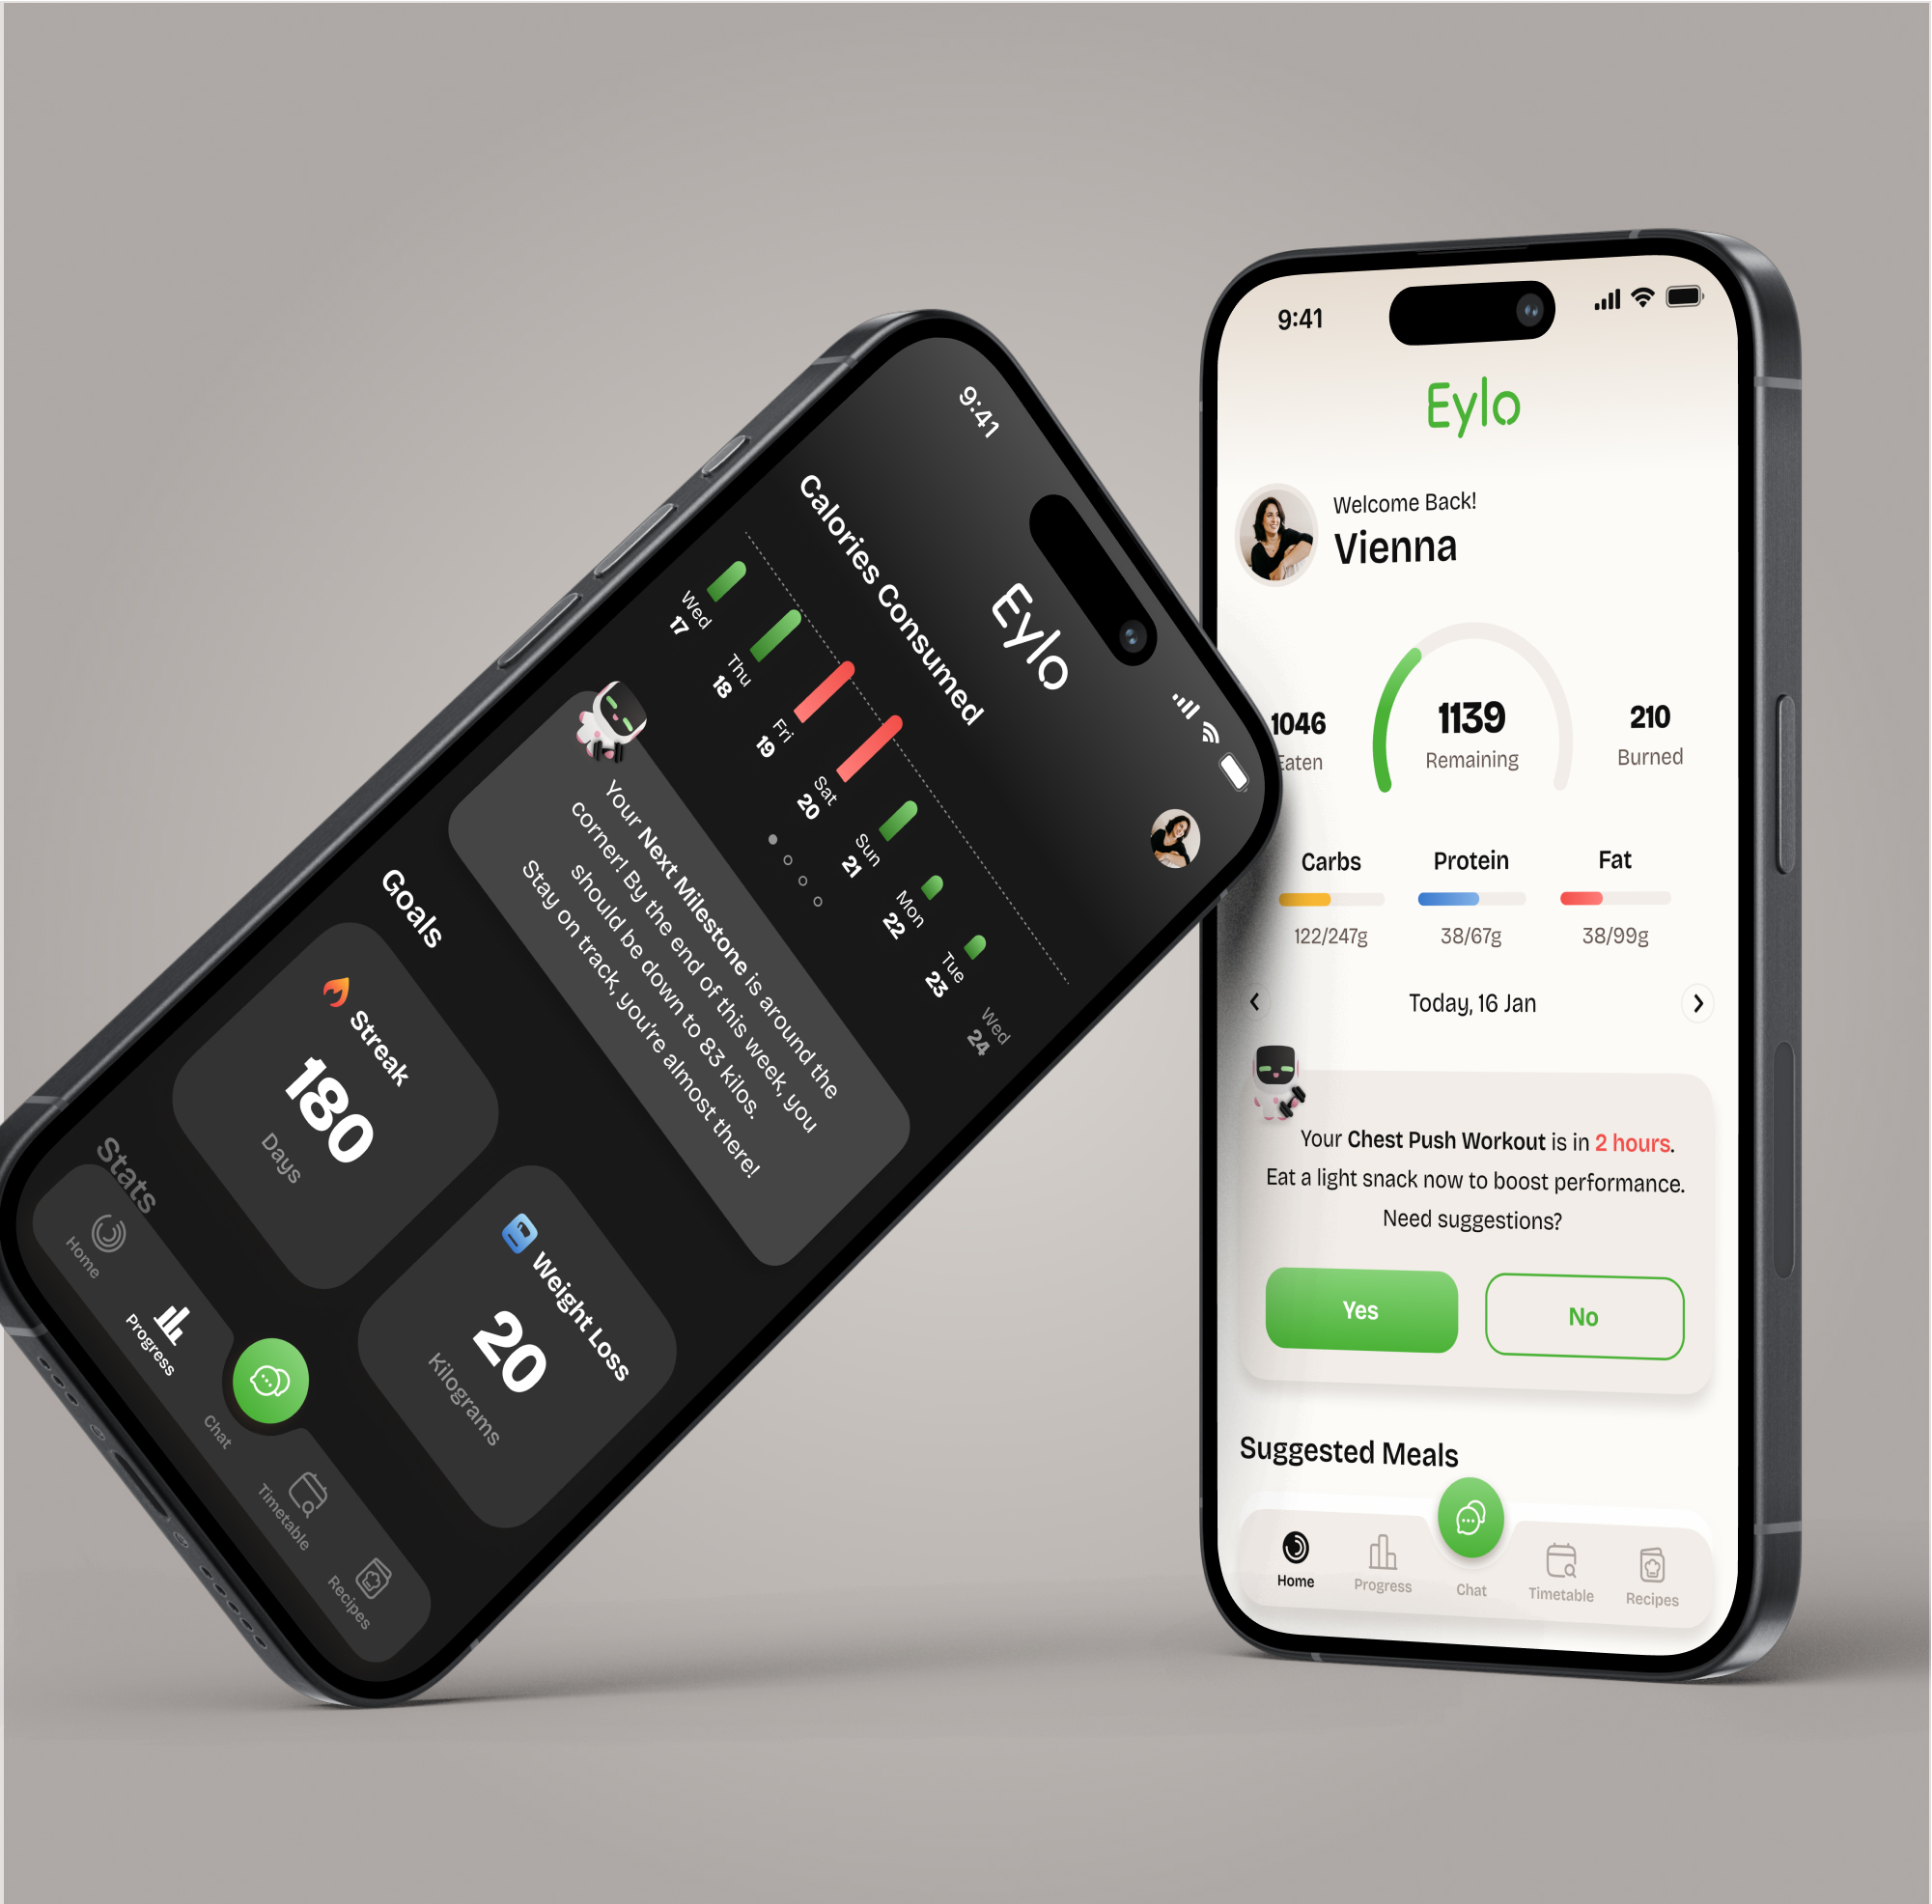 9:41
Eylo
Calories Consumed
Wed
17
Thu
18
Fri
19
Sat
20
Sun
21
Mon
22
Tue
23
Wed
24
Your Next Milestone is around the
corner! By the end of this week, you
should be down to 83 kilos.
Stay on track, you're almost there!
Goals
Streak
180
Days
Weight Loss
20
Kilograms
Stats
Home
Progress
Chat
Timetable
Recipes
9:41
Eylo
Welcome Back!
Vienna
1046
Eaten
1139
Remaining
210
Burned
Carbs
Protein
Fat
122/247g
38/67g
38/99g
Today, 16 Jan
Your Chest Push Workout is in 2 hours.
Eat a light snack now to boost performance.
Need suggestions?
Yes
No
Suggested Meals
Home
Progress
Chat
Timetable
Recipes